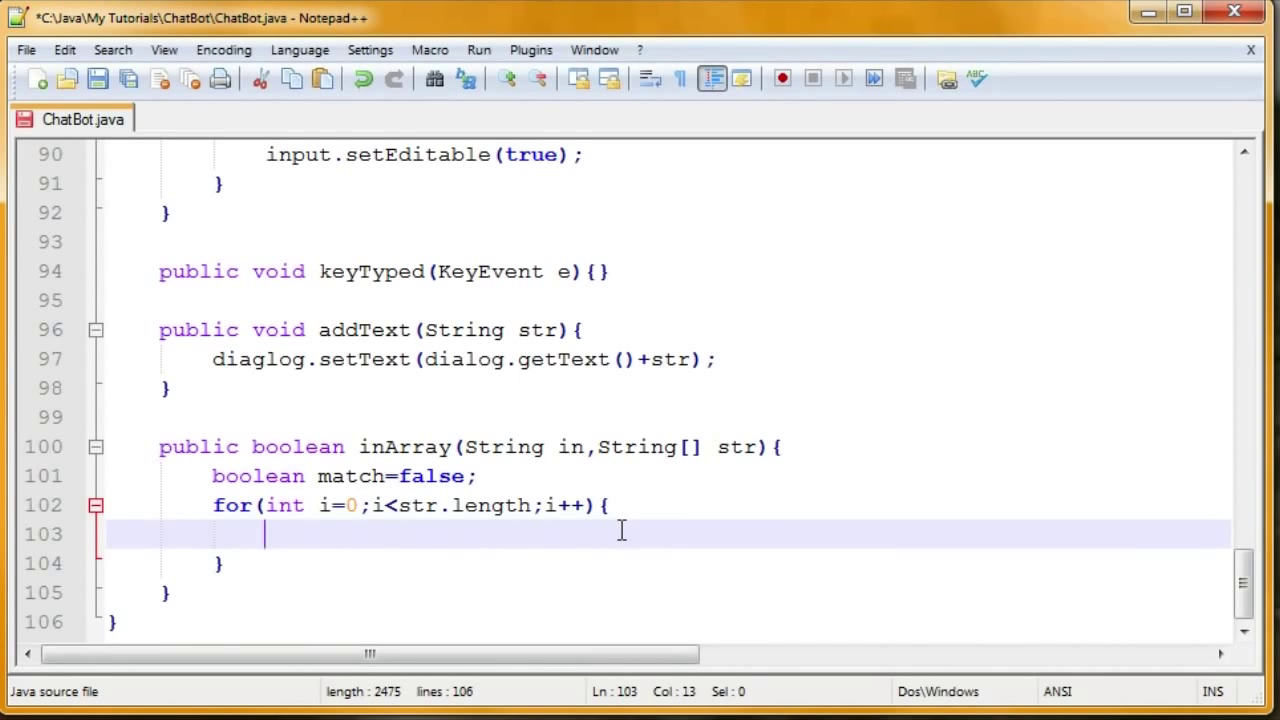 *C:\Java\My Tutorials\ChatBot\ChatBot.java - Notepad++
File Edit Search View Encoding Language Settings Macro Run Plugins Window ? X
ABC
ChatBot.java
90 input.setEditable(true);
91 }
92 }
93
94 public void keyTyped(KeyEvent e){}
95
96 public void addText(String str){
97 diaglog.setText(dialog.getText()+str);
98 }
99
100 public boolean inArray(String in,String[] str){
101 boolean match=false;
102 for(int i=0;i<str.length;i++){
103
104 }
105 }
106 }
Java source file length : 2475 lines : 106 Ln : 103 Col : 13 Sel : 0 Dos\Windows ANSI INS